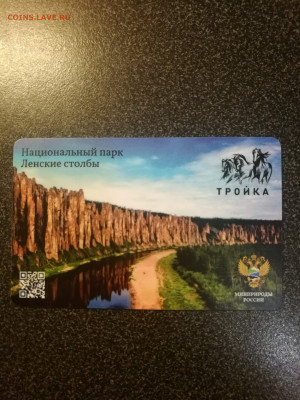 COINS.LAVE.RU
Национальный парк
Ленские столбы
ТРОЙКА
МИНПРИРОДЫ
РОССИИ